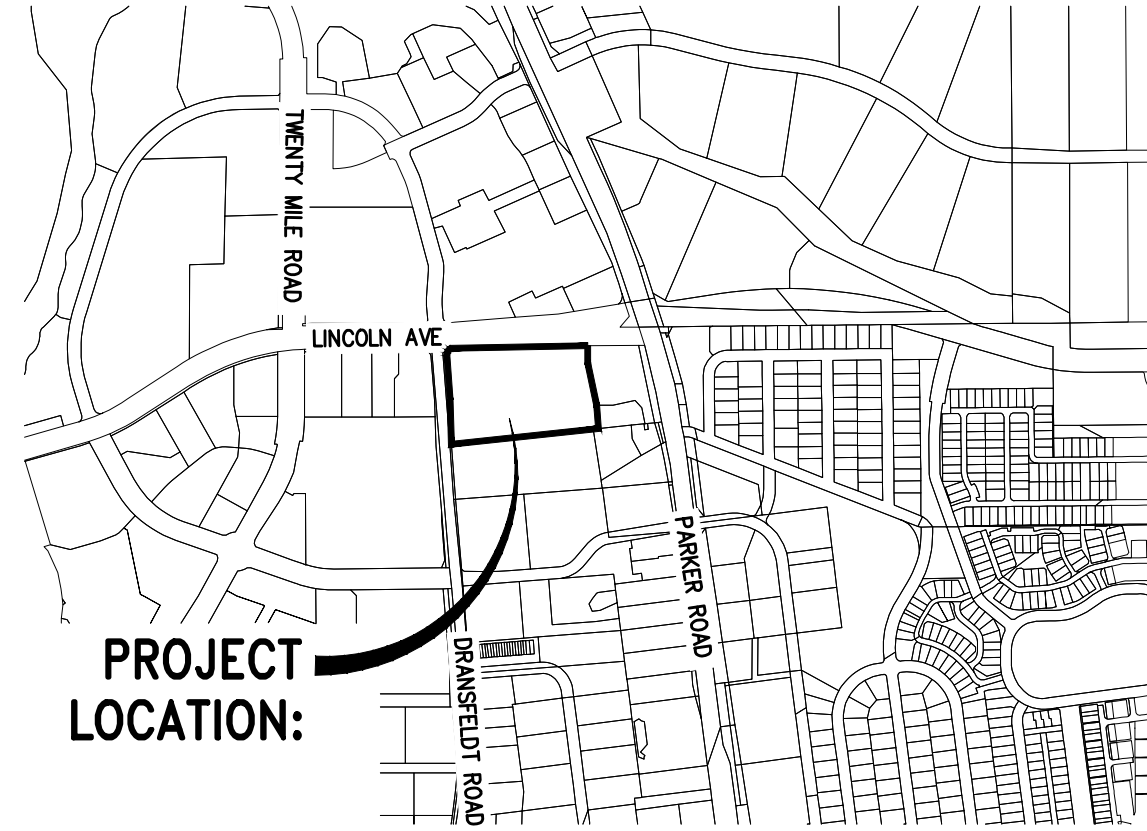 TWENTY MILE ROAD
LINCOLN AVE
PARKER ROAD
PROJECT
LOCATION:
DRANSFELDT ROAD